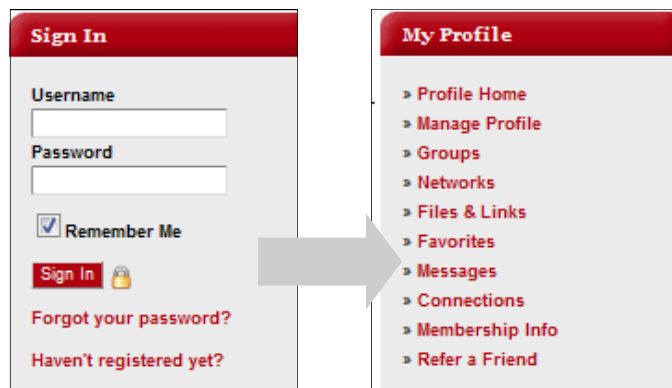 Sign In
Username
Password
Remember Me
Sign In
Forgot your password?
Haven't registered yet?
My Profile
» Profile Home
» Manage Profile
» Groups
» Networks
» Files & Links
» Favorites
» Messages
» Connections
» Membership Info
» Refer a Friend